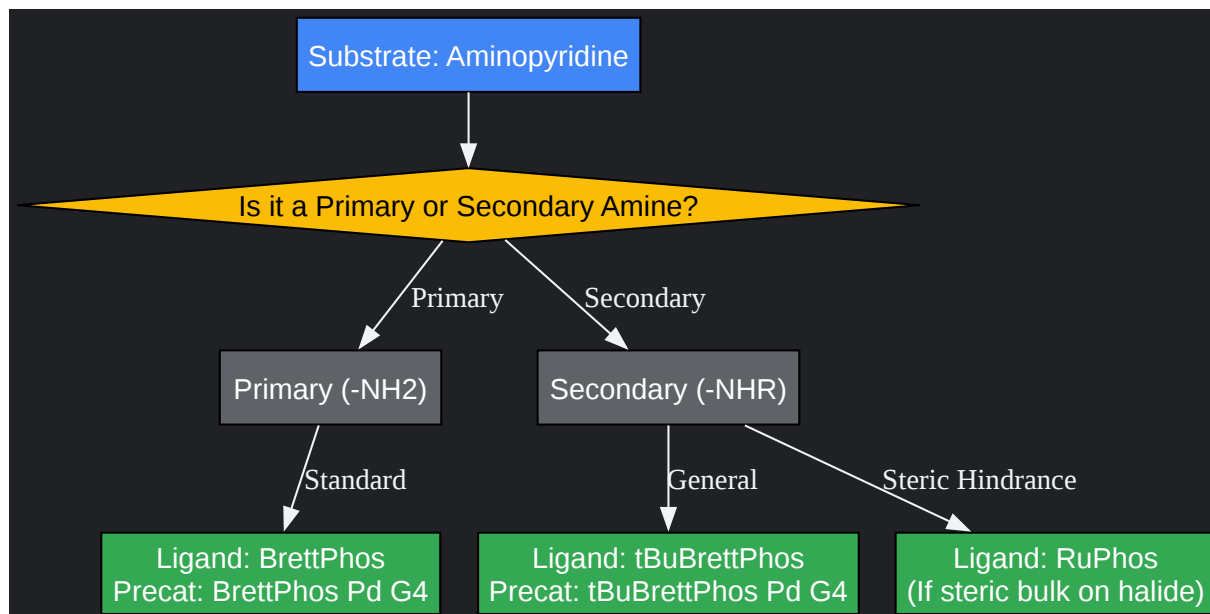 Substrate: Aminopyridine
Is it a Primary or Secondary Amine?
Primary
Secondary
Primary (-NH2)
Secondary (-NHR)
Standard
General
Steric Hindrance
Ligand: BrettPhos
Precat: BrettPhos Pd G4
Ligand: tBuBrettPhos
Precat: tBuBrettPhos Pd G4
Ligand: RuPhos
(If steric bulk on halide)